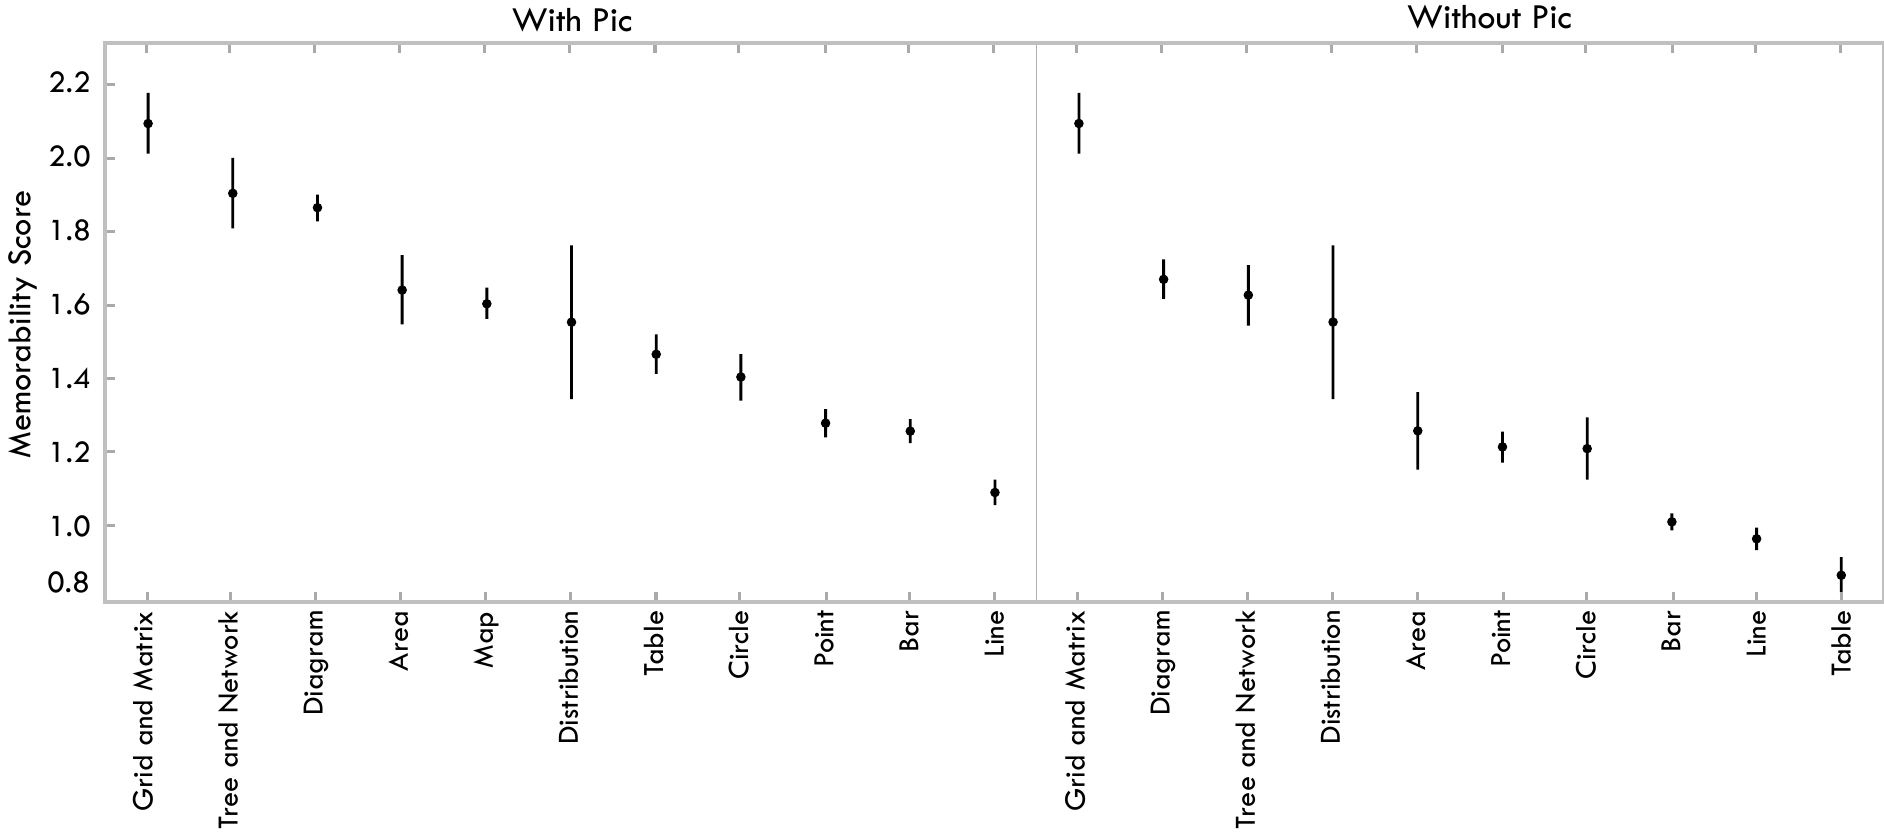 With Pic
Without Pic
Memorability Score
2.2
2.0
1.8
1.6
1.4
1.2
1.0
0.8
Grid and Matrix
Tree and Network
Diagram
Area
Map
Distribution
Table
Circle
Point
Bar
Line
Grid and Matrix
Diagram
Tree and Network
Distribution
Area
Point
Circle
Bar
Line
Table